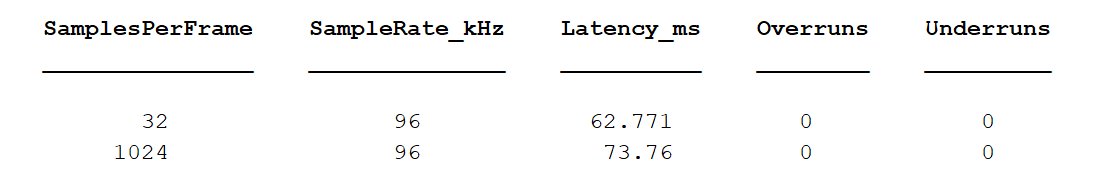 SamplesPerFrame SampleRate_kHz Latency_ms Overruns Underruns
32 96 62.771 0 0
1024 96 73.76 0 0